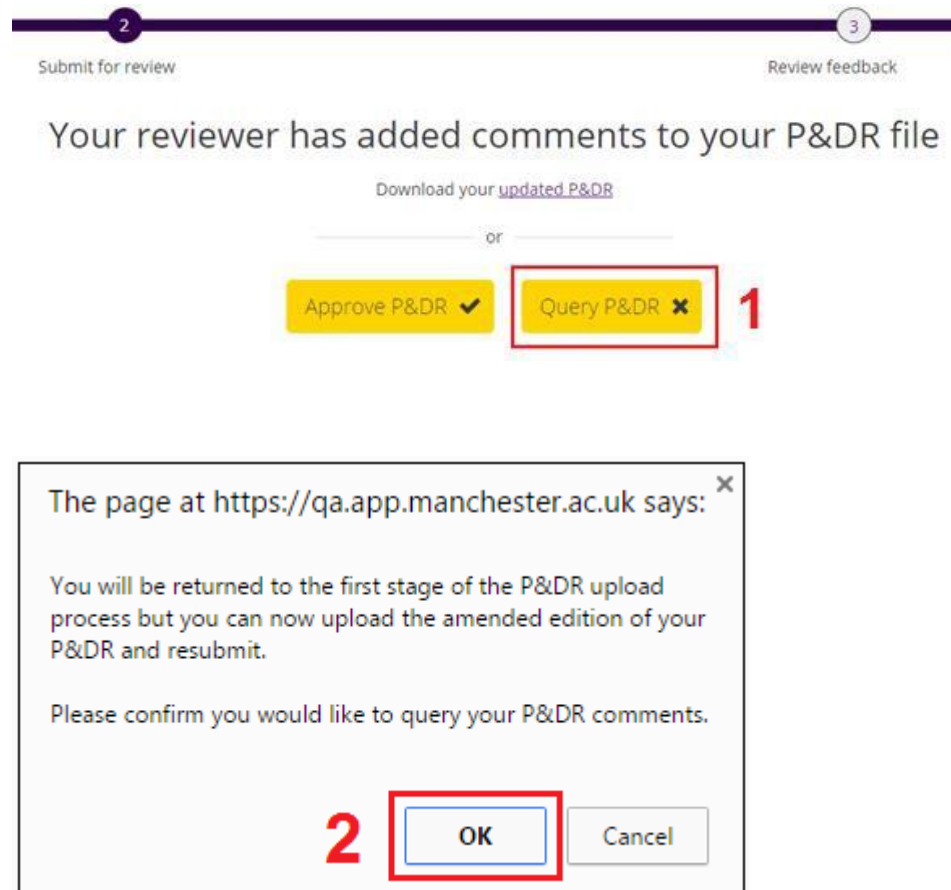 2
3
Submit for review
Review feedback
Your reviewer has added comments to your P&DR file
Download your updated P&DR
or
Approve P&DR ✔
Query P&DR ✖
1
The page at https://qa.app.manchester.ac.uk says:
×
You will be returned to the first stage of the P&DR upload
process but you can now upload the amended edition of your
P&DR and resubmit.
Please confirm you would like to query your P&DR comments.
2
OK
Cancel